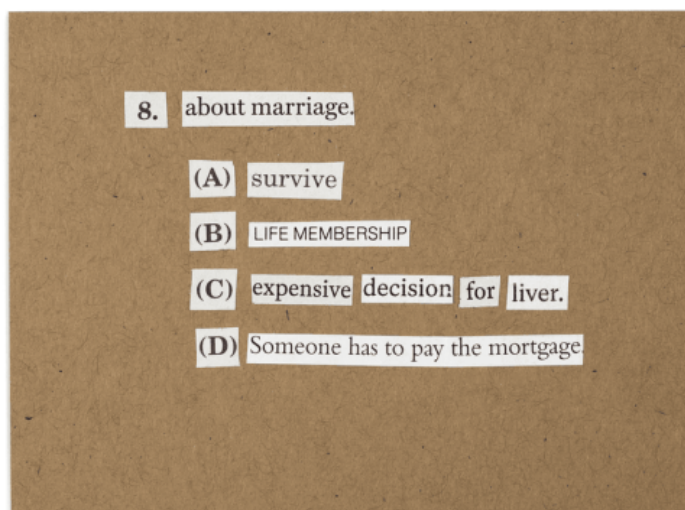 8. about marriage.
(A) survive
(B) LIFE MEMBERSHIP
(C) expensive decision for liver.
(D) Someone has to pay the mortgage.